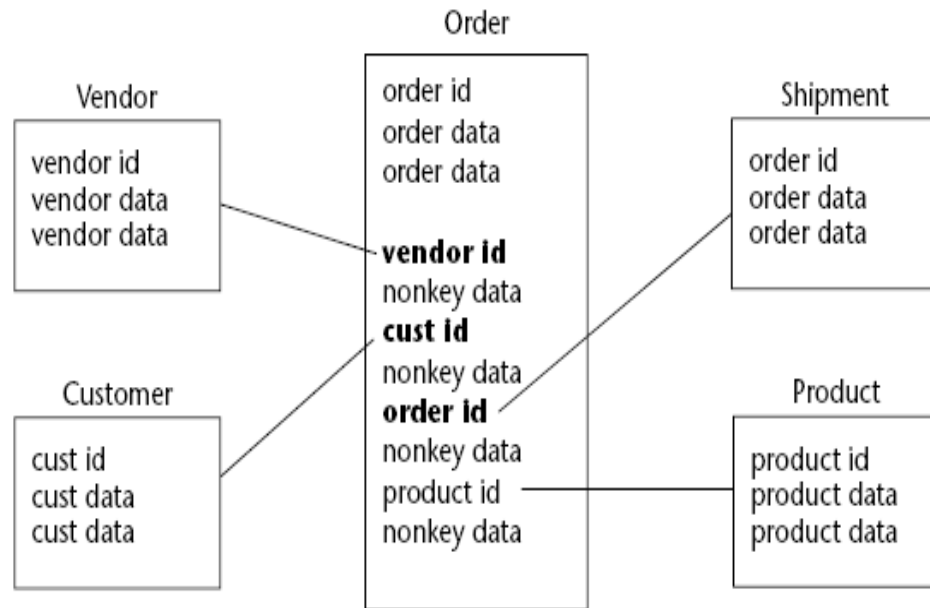 Order
order id
order data
order data
vendor id
nonkey data
cust id
nonkey data
order id
nonkey data
product id
nonkey data
Vendor
vendor id
vendor data
vendor data
Customer
cust id
cust data
cust data
Shipment
order id
order data
order data
Product
product id
product data
product data